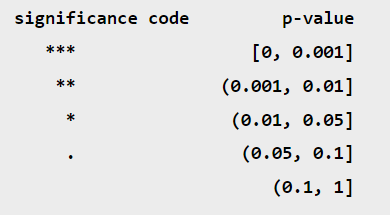 significance code p-value
*** [0, 0.001]
** (0.001, 0.01]
* (0.01, 0.05]
. (0.05, 0.1]
(0.1, 1]